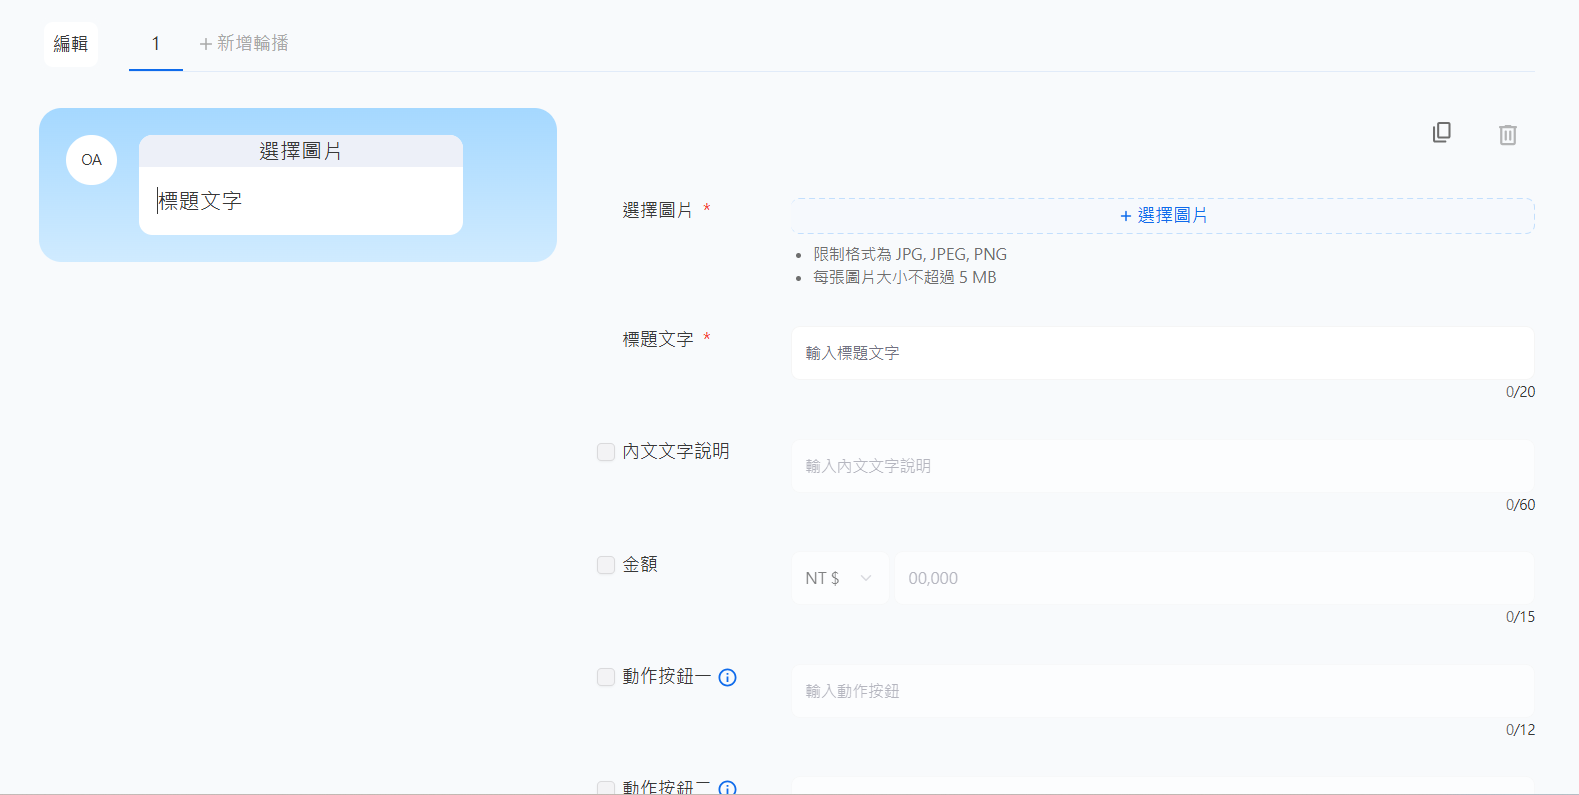 編輯
1
+ 新增輪播
OA
選擇圖片
標題文字
選擇圖片 *
+ 選擇圖片
• 限制格式為 JPG, JPEG, PNG
• 每張圖片大小不超過 5 MB
標題文字 *
輸入標題文字
0/20
內文文字說明
輸入內文文字說明
0/60
金額
NT $
00,000
0/15
動作按鈕一
輸入動作按鈕
0/12
動作按鈕二